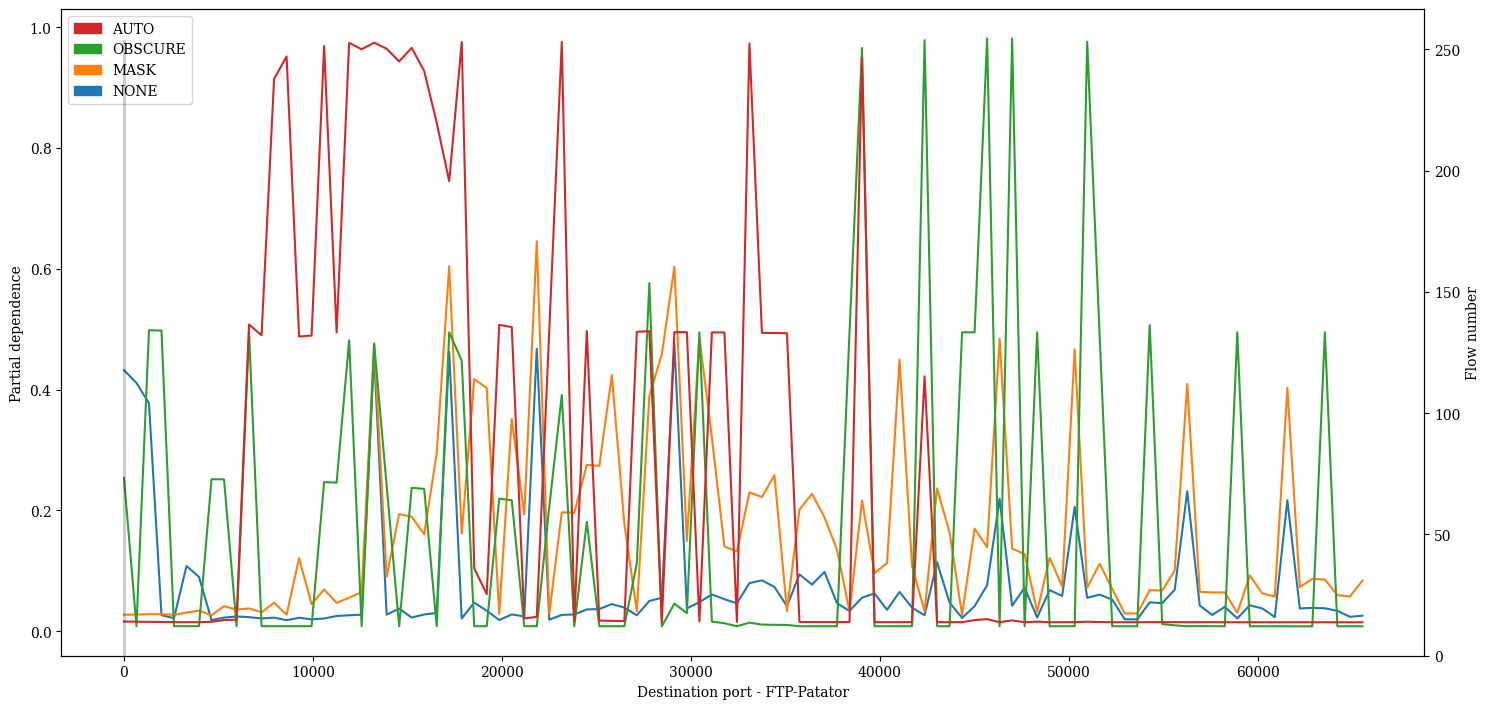 AUTO
OBSCURE
MASK
NONE
Partial dependence
1.0
0.8
0.6
0.4
0.2
0.0
250
200
150
100
50
0
Flow number
0 10000 20000 30000 40000 50000 60000
Destination port - FTP-Patator